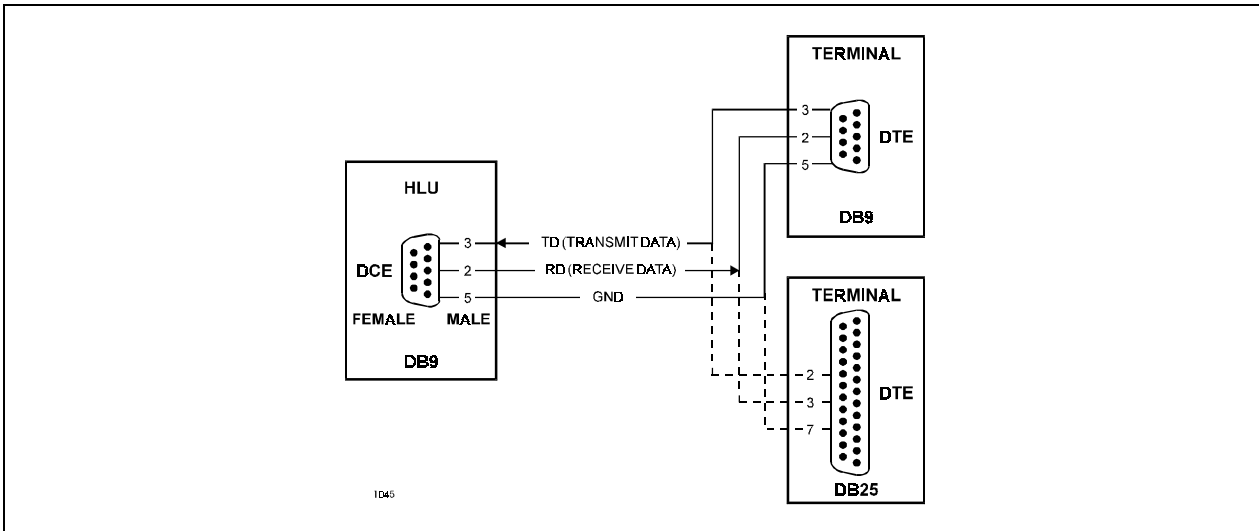 HLU
3
DCE
2
5
FEMALE MALE
DB9
TD (TRANSMIT DATA)
RD (RECEIVE DATA)
GND
TERMINAL
3
2
DTE
5
DB9
TERMINAL
2
DTE
3
7
DB25
1D45